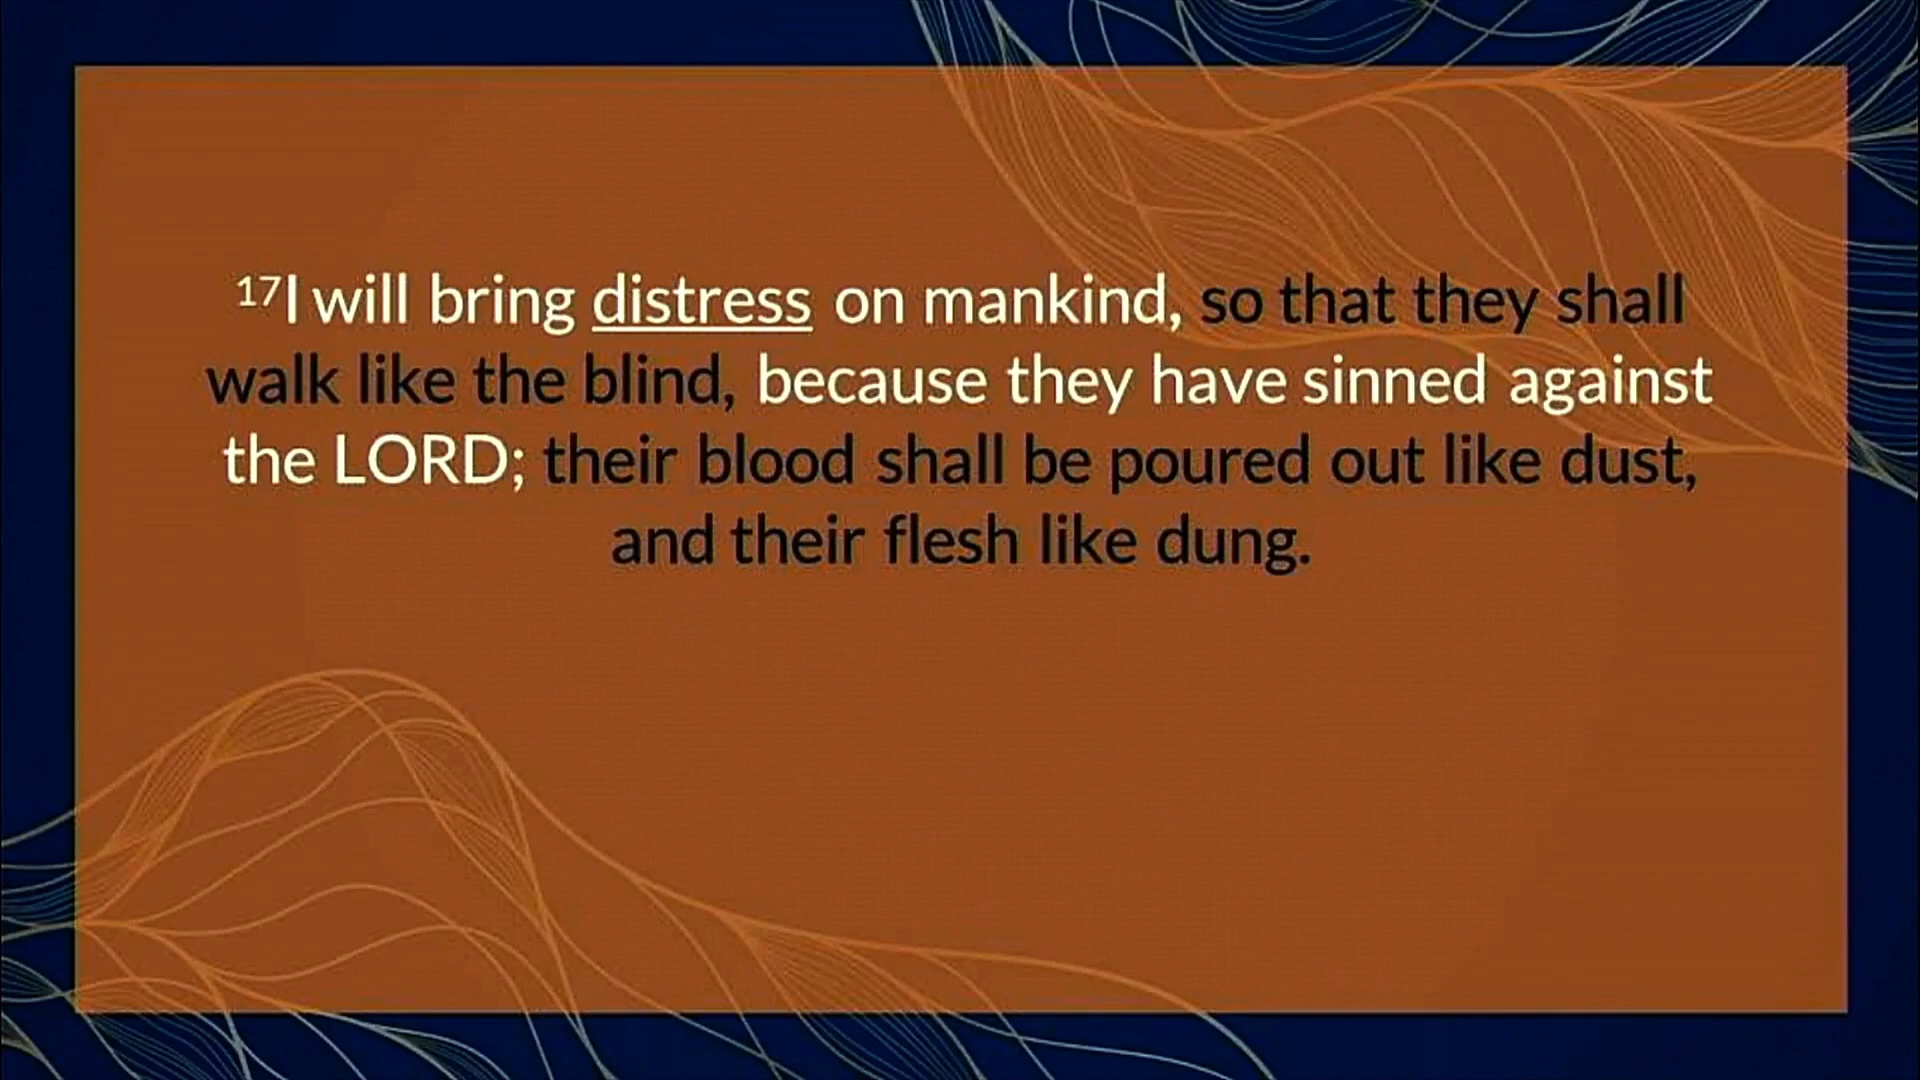 17I will bring distress on mankind, so that they shall
walk like the blind, because they have sinned against
the LORD; their blood shall be poured out like dust,
and their flesh like dung.